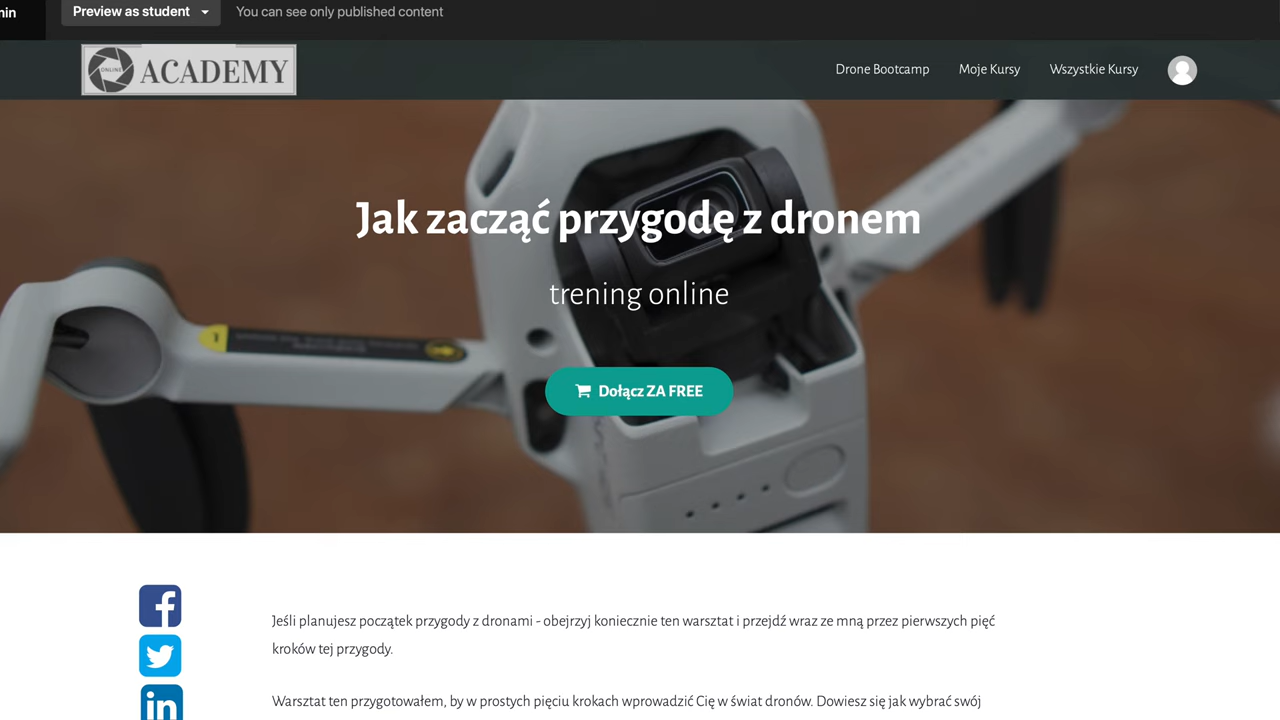 min
Preview as student
You can see only published content
ONLINE
ACADEMY
Drone Bootcamp
Moje Kursy
Wszystkie Kursy
Jak zacząć przygodę z dronem
trening online
Dołącz ZA FREE
Jeśli planujesz początek przygody z dronami - obejrzyj koniecznie ten warsztat i przejdź wraz ze mną przez pierwszych pięć
kroków tej przygody.
Warsztat ten przygotowałem, by w prostych pięciu krokach wprowadzić Cię w świat dronów. Dowiesz się jak wybrać swój